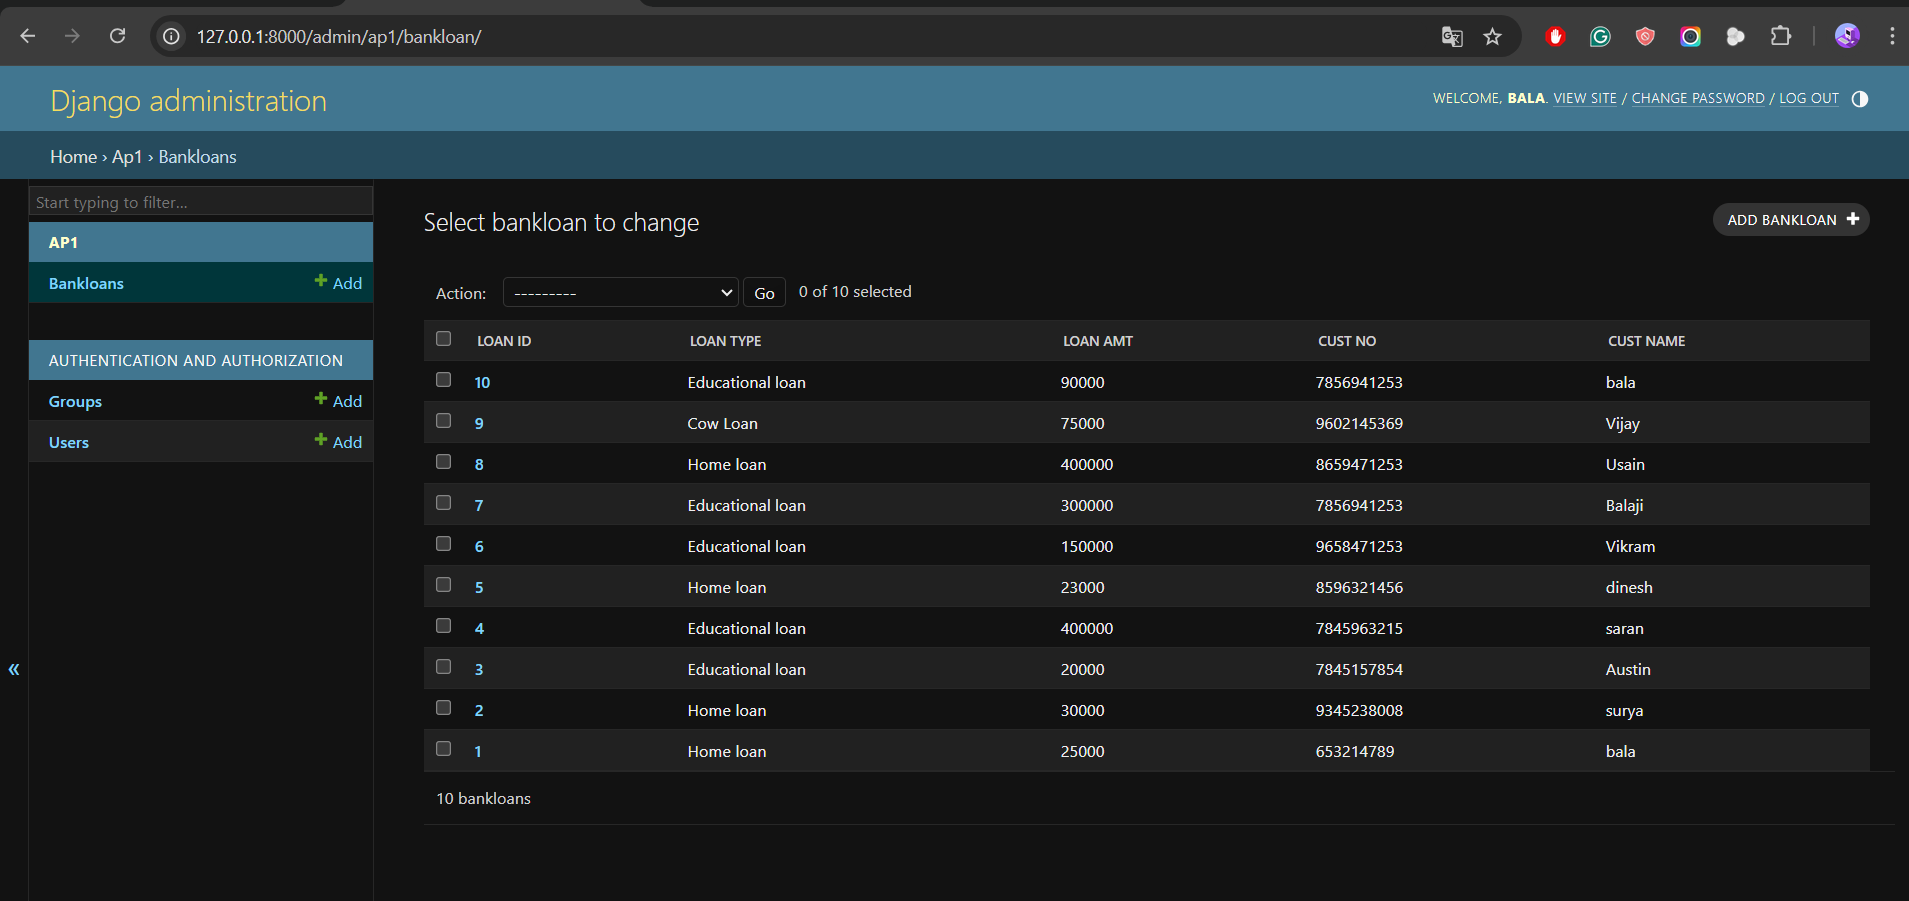 127.0.0.1:8000/admin/ap1/bankloan/
Django administration
WELCOME, BALA. VIEW SITE / CHANGE PASSWORD / LOG OUT
Home › Ap1 › Bankloans
Start typing to filter...
AP1
Bankloans + Add
AUTHENTICATION AND AUTHORIZATION
Groups + Add
Users + Add
«
Select bankloan to change
ADD BANKLOAN +
Action: --------- Go 0 of 10 selected
LOAN ID LOAN TYPE LOAN AMT CUST NO CUST NAME
10 Educational loan 90000 7856941253 bala
9 Cow Loan 75000 9602145369 Vijay
8 Home loan 400000 8659471253 Usain
7 Educational loan 300000 7856941253 Balaji
6 Educational loan 150000 9658471253 Vikram
5 Home loan 23000 8596321456 dinesh
4 Educational loan 400000 7845963215 saran
3 Educational loan 20000 7845157854 Austin
2 Home loan 30000 9345238008 surya
1 Home loan 25000 653214789 bala
10 bankloans